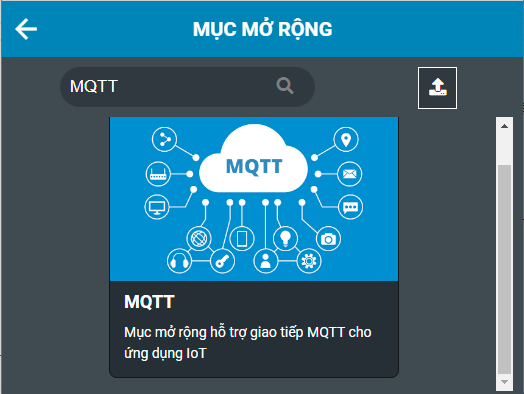 MỤC MỞ RỘNG
MQTT
MQTT
MQTT
Mục mở rộng hỗ trợ giao tiếp MQTT cho
ứng dụng IoT